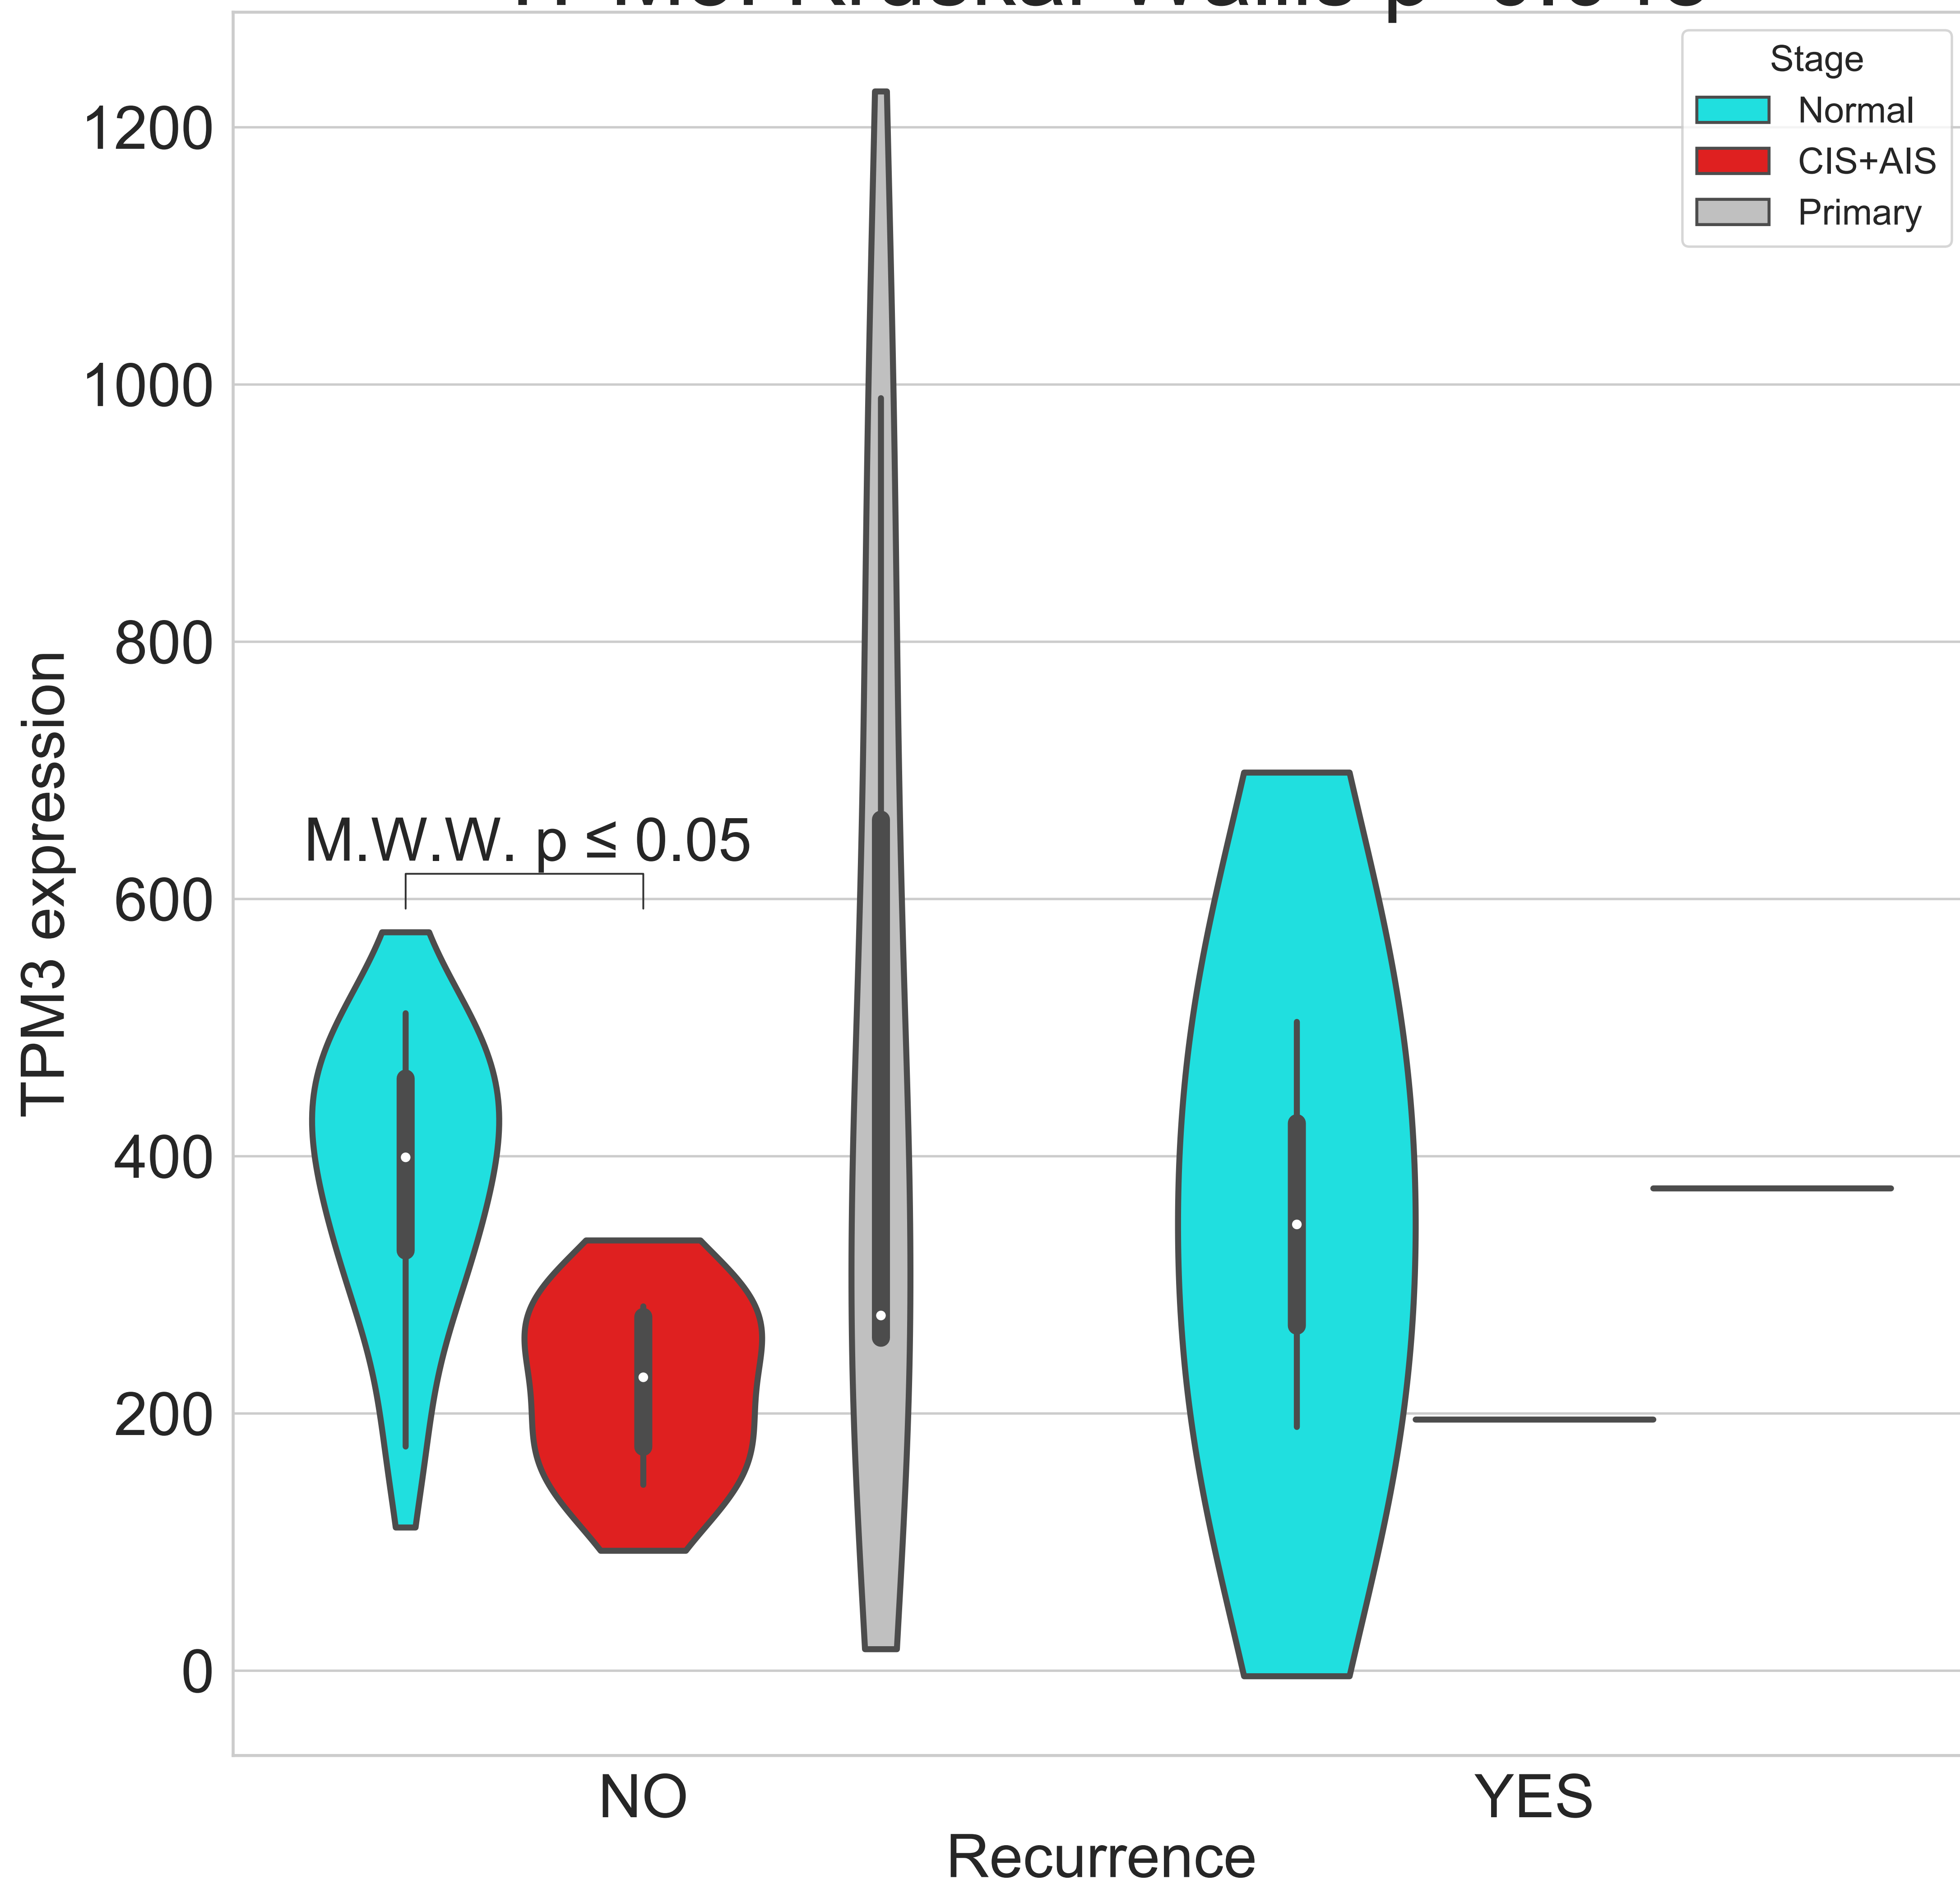 Stage
Normal
CIS+AIS
Primary
1200
1000
800
600
400
200
0
TPM3 expression
M.W.W. p ≤ 0.05
NO
YES
Recurrence